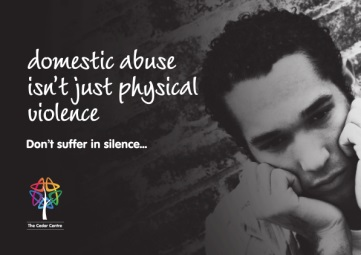 domestic abuse
isn't just physical
violence
Don't suffer in silence...
The Cedar Centre